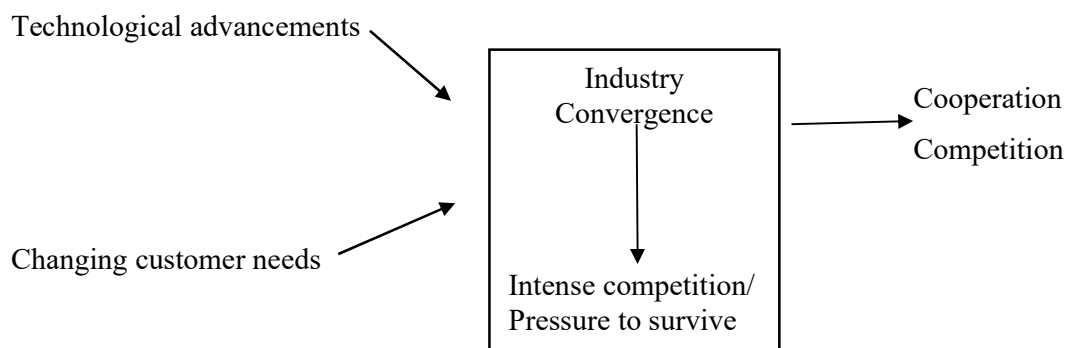 Technological advancements
Industry
Convergence
Cooperation
Competition
Changing customer needs
Intense competition/
Pressure to survive